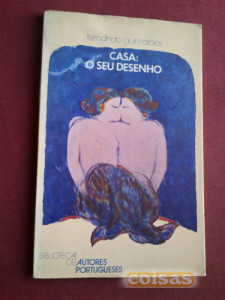 fernando guimarães
CASA:
O SEU DESENHO
BIBLIOTECA
DE AUTORES
PORTUGUESES
coisas